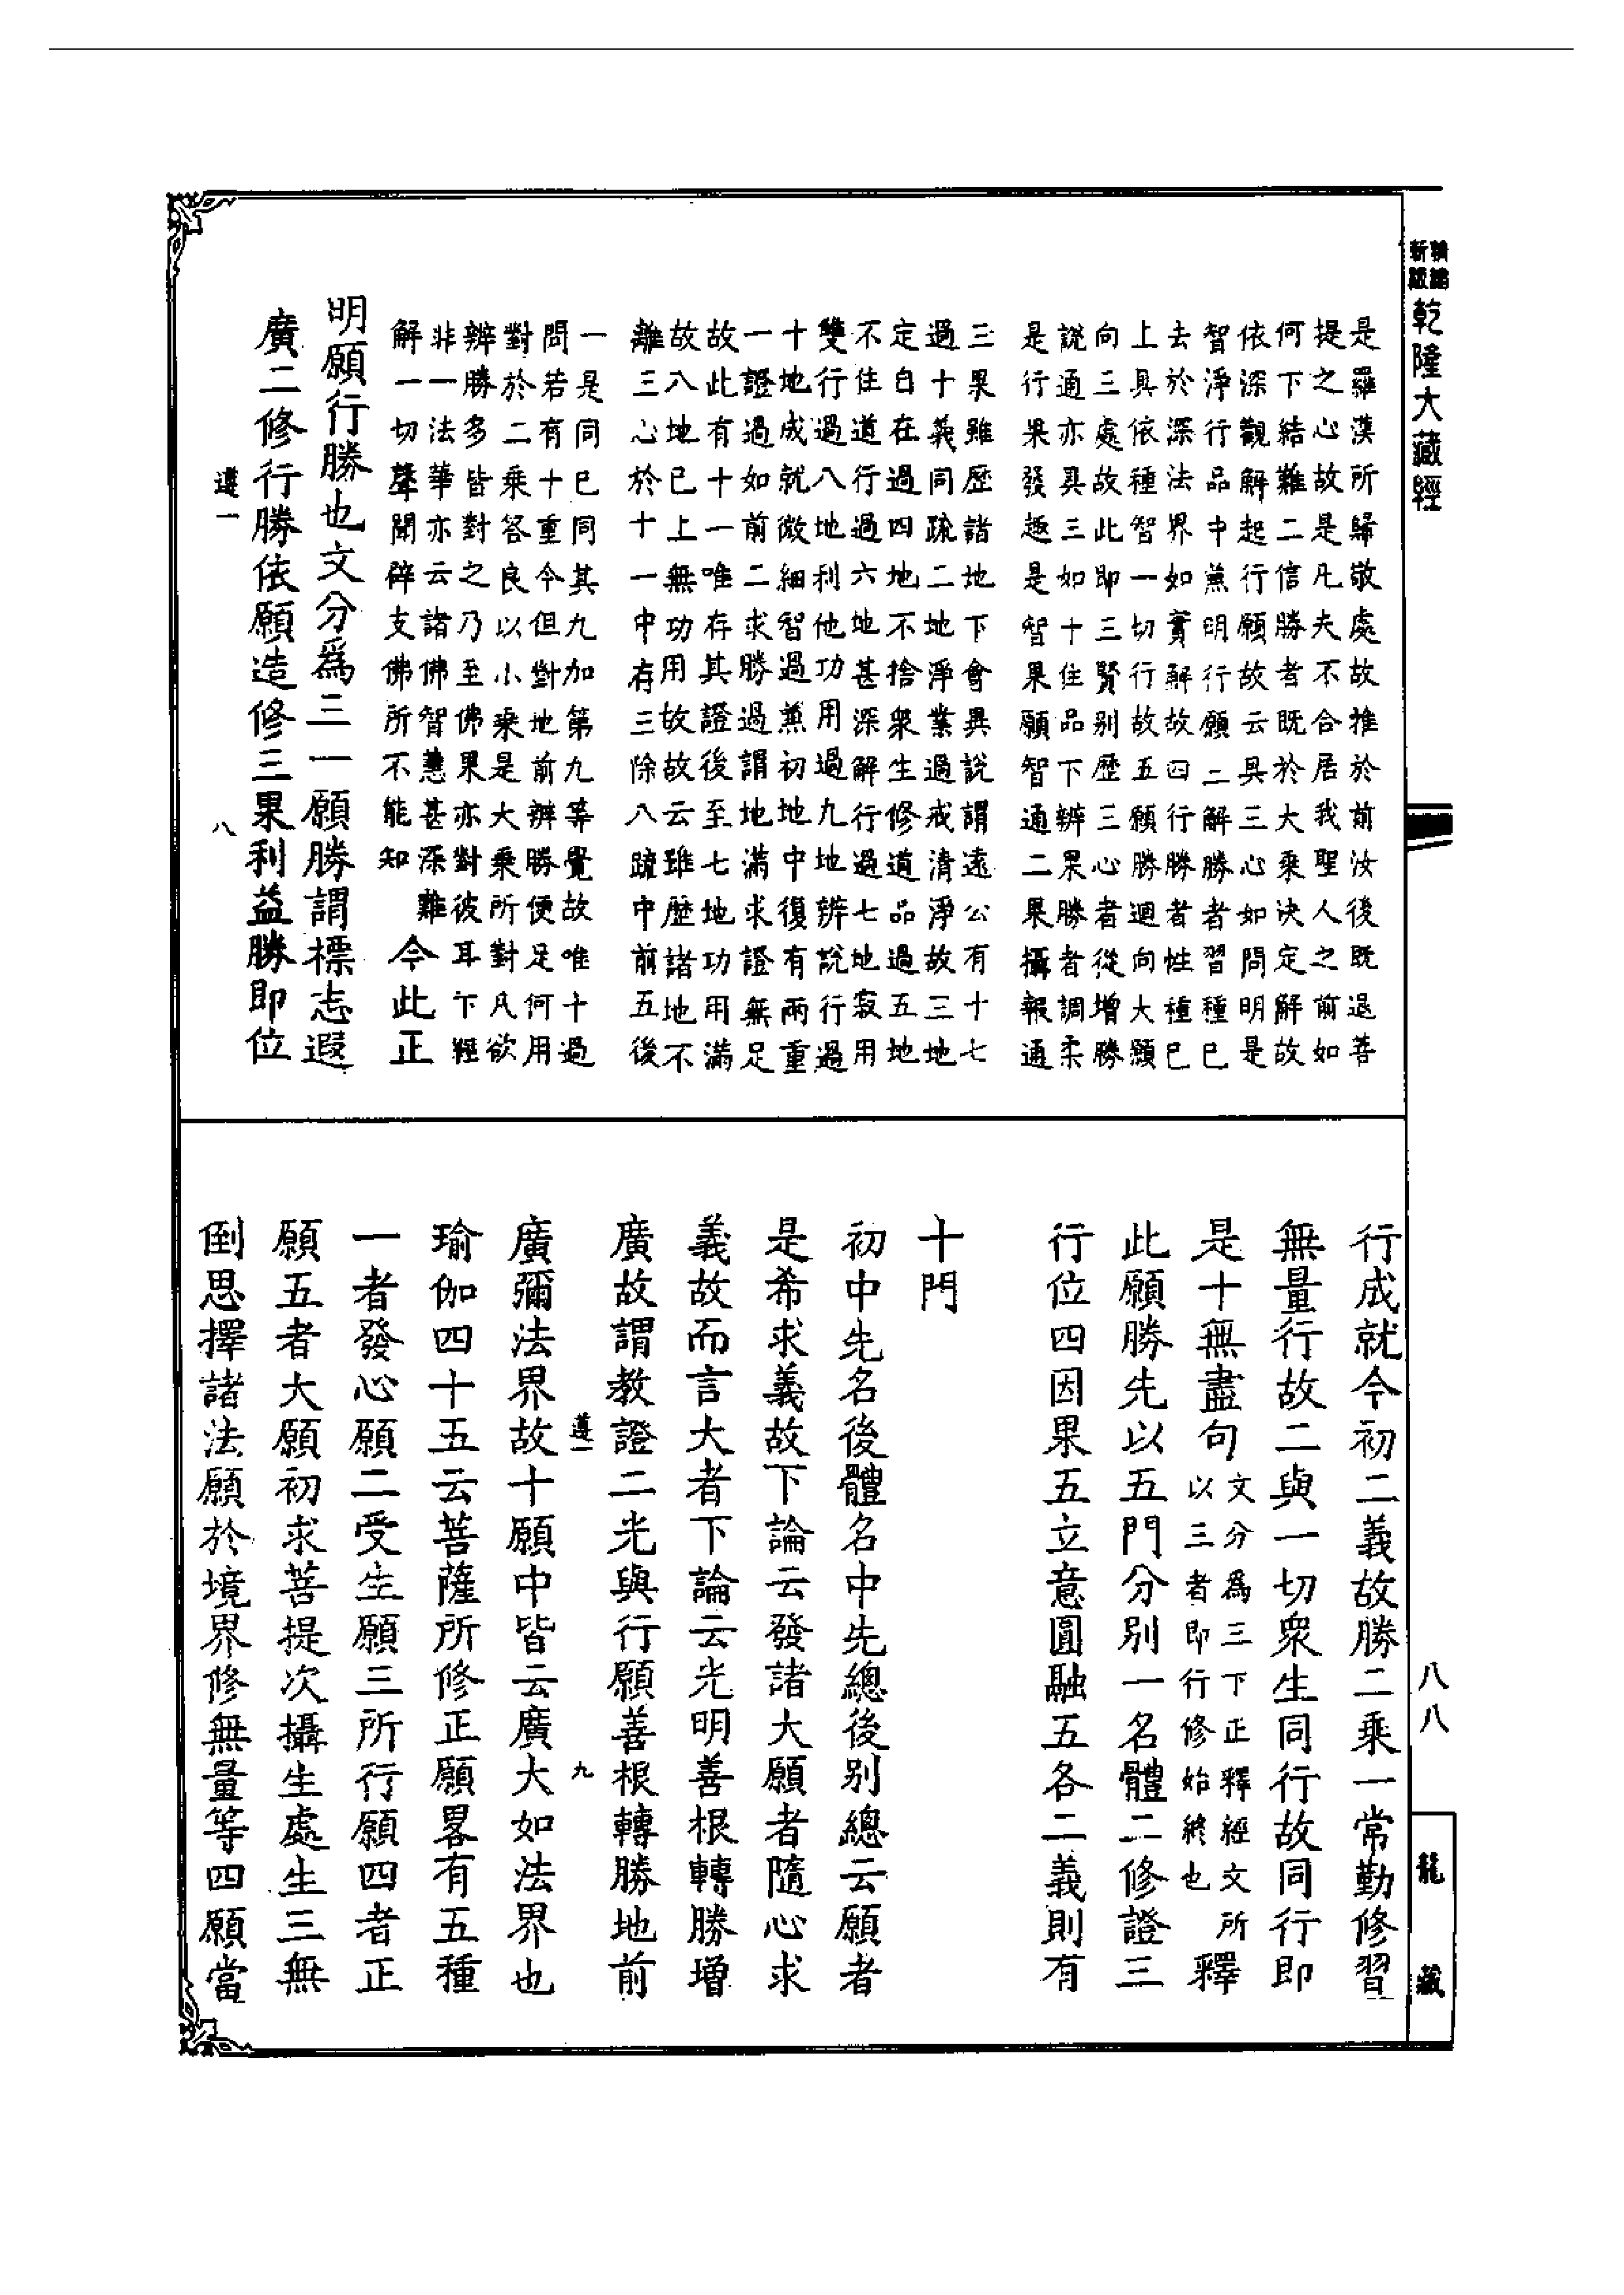 精編
新版
乾隆大藏經
是羅漢所歸敬處故推於前汝後既退菩
提之心故是凡夫不合居我聖人之前如
何下結難二信勝者既於大乘決定解故
依深觀解起行願故云具三心如問明是
智淨行品中兼明行願二解勝者習種已
去於深法界如實解故四行勝者性種已
上具依種智一切行故五願勝迴向大願
向三處故此即三賢別歷三心者從增勝
說通亦具三如十住品下辨果勝者調柔
是行果發趣是智果願智通二果攝報通
三果雖歷諸地下會異說謂遠公有十七
過十義同疏二地淨業過戒清淨故三地
定自在過四地不捨衆生修道品過五地
不住道行過六地甚深解行過七地寂用
雙行過八地利他功用過九地辨說行過
十地成就微細智過兼初地中復有兩重
一證過如前二求勝過謂地滿求證無足
故此有十一唯存其證後至七地功用滿
故八地已上無功用故故云雖歷諸地不
離三心於十一中存三除八疏中前五後
一是同已同其九加第九等覺故唯十過
問若有十重今但對地前辨勝便足何用
對於二乘答良以小乘是大乘所對凡欲
辨勝多皆對之乃至佛果亦對彼耳下經
非一法華亦云諸佛智慧甚深難
解一切聲聞辟支佛所不能知
今此正
明願行勝也文分爲三一願勝謂標志遐
廣二修行勝依願造修三果利益勝即位
遵一
八
行成就今初二義故勝二乘一常勤修習
無量行故二與一切衆生同行故同行即
是十無盡句
文分爲三下正釋經文所
以三者即行修始終也
釋
此願勝先以五門分別一名體二修證三
行位四因果五立意圓融五各二義則有
十門
初中先名後體名中先總後別總云願者
是希求義故下論云發諸大願者隨心求
義故而言大者下論云光明善根轉勝增
廣故謂教證二光與行願善根轉勝地前
遵一
九
廣彌法界故十願中皆云廣大如法界也
瑜伽四十五云菩薩所修正願畧有五種
一者發心願二受生願三所行願四者正
願五者大願初求菩提次攝生處生三無
倒思擇諸法願於境界修無量等四願當
八八
龍藏